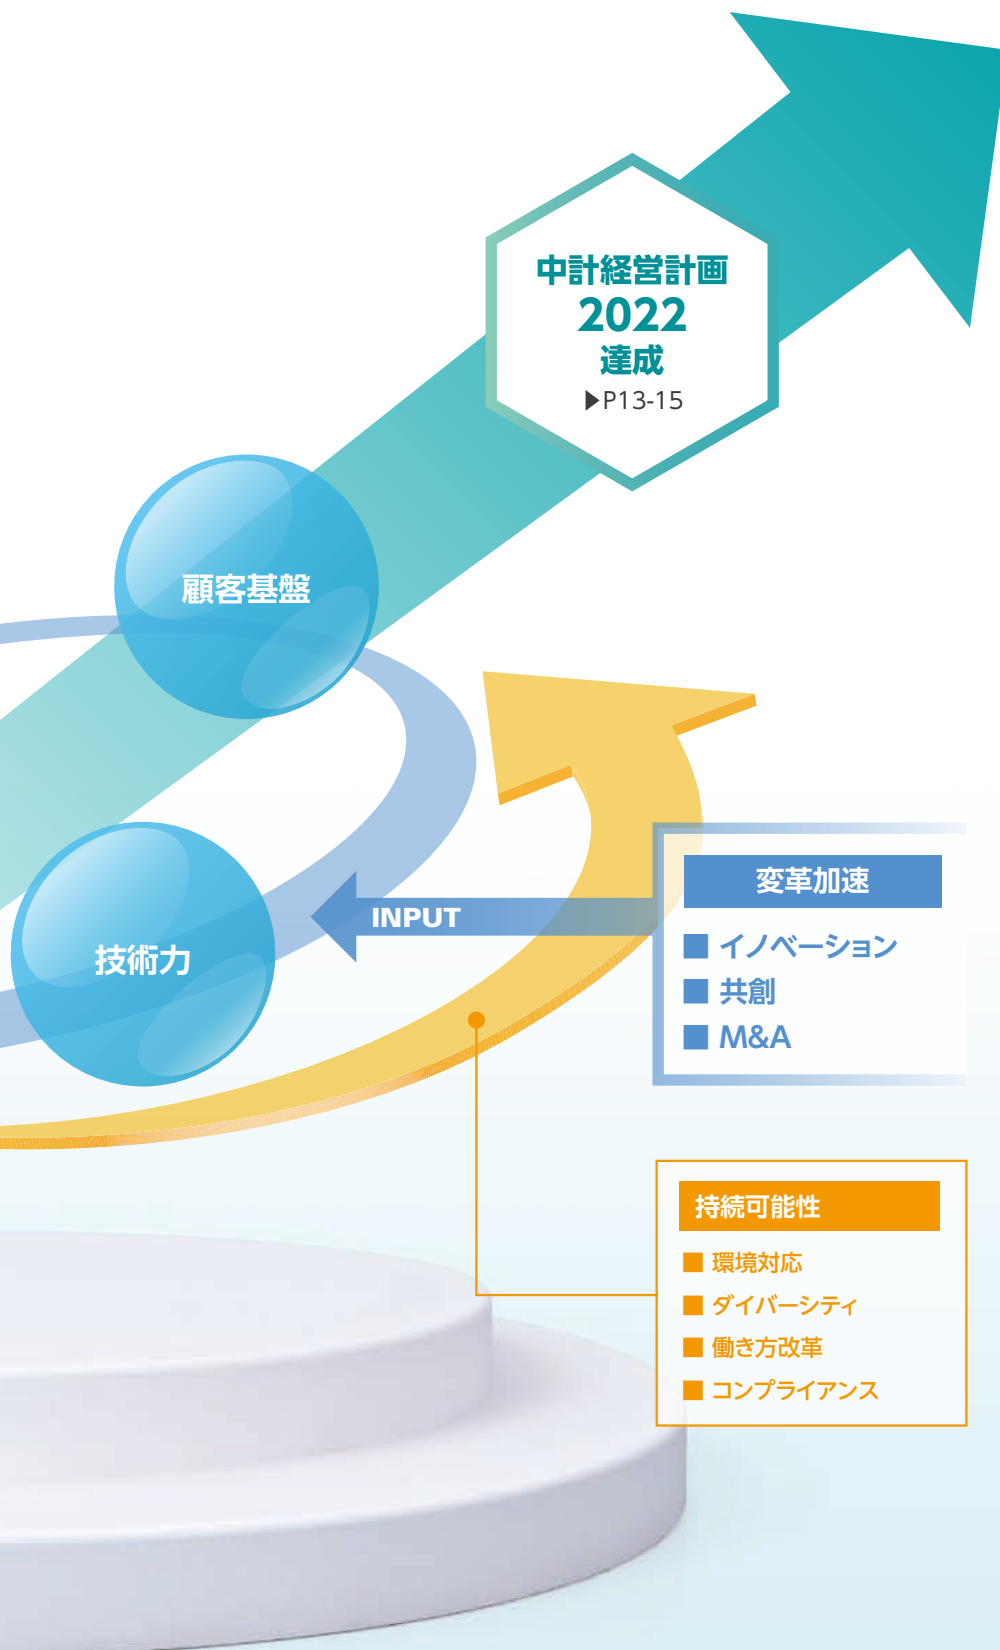 中計経営計画
2022
達成
▶P13-15
顧客基盤
技術力
INPUT
変革加速
■ イノベーション
■ 共創
■ M&A
持続可能性
■ 環境対応
■ ダイバーシティ
■ 働き方改革
■ コンプライアンス